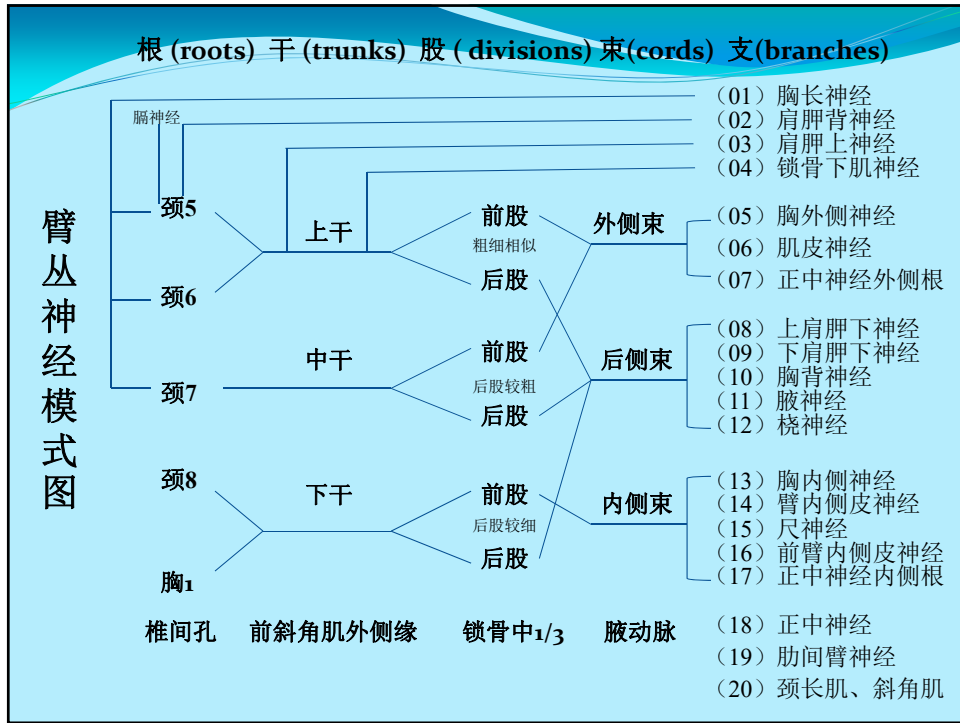 根 (roots) 干 (trunks) 股 ( divisions) 束(cords) 支(branches)
臂丛神经模式图
膈神经
颈5
颈6
颈7
颈8
胸1
椎间孔
上干
中干
下干
前斜角肌外侧缘
前股
粗细相似
后股
前股
后股较粗
后股
前股
后股较细
后股
锁骨中1/3
外侧束
后侧束
内侧束
腋动脉
（01）胸长神经
（02）肩胛背神经
（03）肩胛上神经
（04）锁骨下肌神经
（05）胸外侧神经
（06）肌皮神经
（07）正中神经外侧根
（08）上肩胛下神经
（09）下肩胛下神经
（10）胸背神经
（11）腋神经
（12）桡神经
（13）胸内侧神经
（14）臂内侧皮神经
（15）尺神经
（16）前臂内侧皮神经
（17）正中神经内侧根
（18）正中神经
（19）肋间臂神经
（20）颈长肌、斜角肌